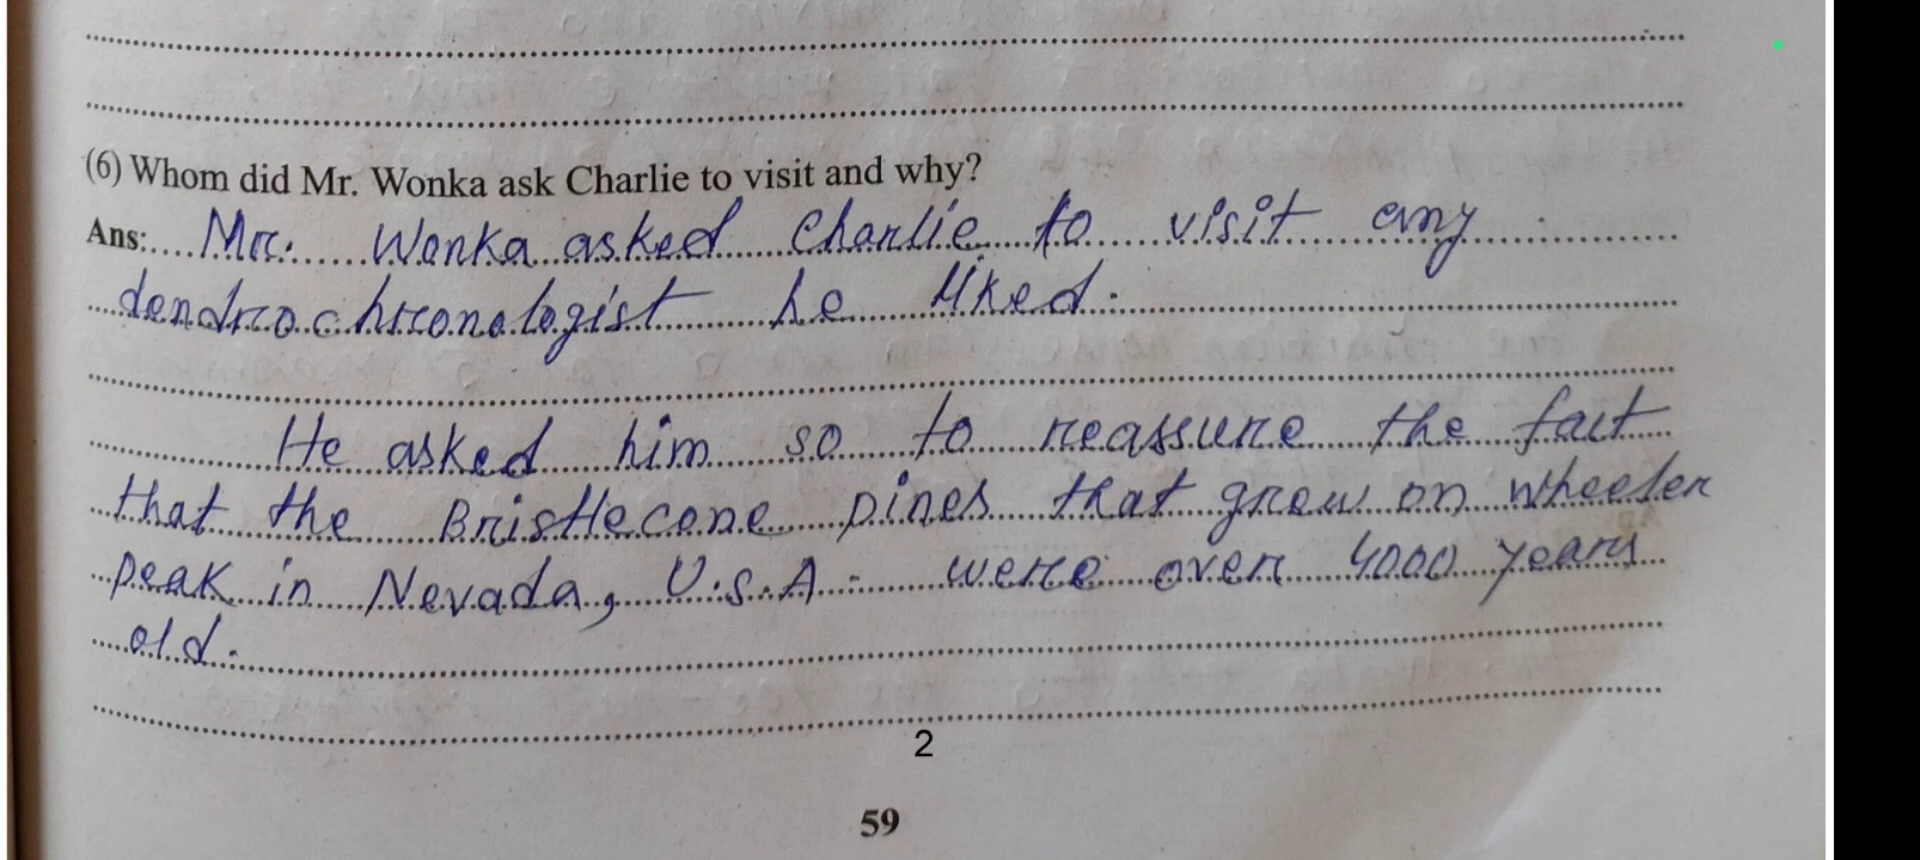 (6) Whom did Mr. Wonka ask Charlie to visit and why?
Ans: Mr. Wonka asked Charlie to visit any
dendrochronologist he liked.
He asked him so to reassure the fact
that the Bristlecone pines that grew on wheeler
peak in Nevada, U.S.A. were over 4000 years
old.
2
59